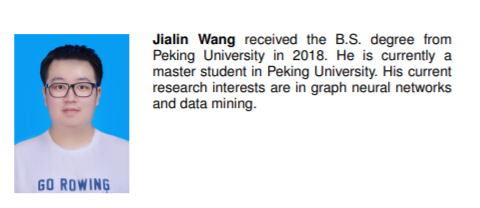 Jialin Wang received the B.S. degree from
Peking University in 2018. He is currently a
master student in Peking University. His current
research interests are in graph neural networks
and data mining.
GO ROWING